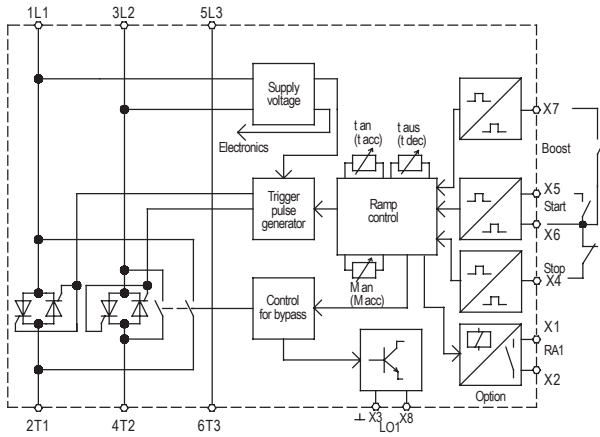 1L1 3L2 5L3
Supply
voltage
Electronics
t an
(t acc)
t aus
(t dec)
X7
Boost
Trigger
pulse
generator
Ramp
control
X5
Start
X6
M an
(M acc)
Stop
X4
Control
for bypass
X1
RA1
X2
Option
⊥ X3 X8
LO1
2T1 4T2 6T3